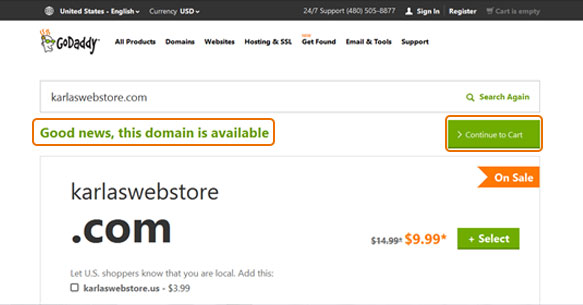 United States - English Currency USD 24/7 Support (480) 505-8877 Sign In Register Cart is empty
GoDaddy All Products Domains Websites Hosting & SSL NEW Get Found Email & Tools Support
karlaswebstore.com Search Again
Good news, this domain is available > Continue to Cart
On Sale
karlaswebstore
.com
$14.99* $9.99* + Select
Let U.S. shoppers know that you are local. Add this:
karlaswebstore.us - $3.99